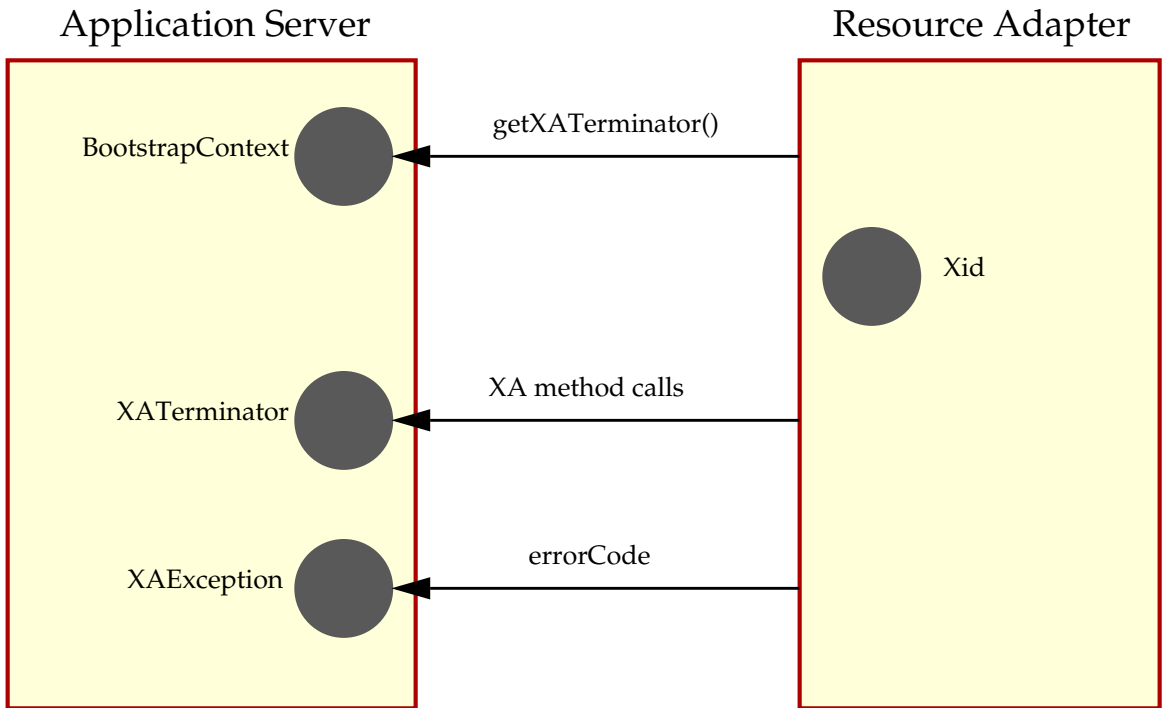 Application Server
Resource Adapter
getXATerminator()
BootstrapContext
Xid
XA method calls
XATerminator
errorCode
XAException